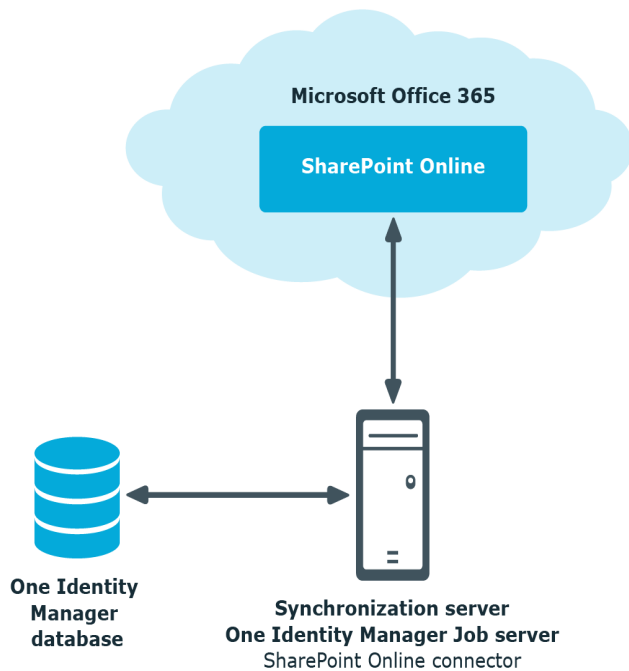 Microsoft Office 365
SharePoint Online
One Identity
Manager
database
Synchronization server
One Identity Manager Job server
SharePoint Online connector